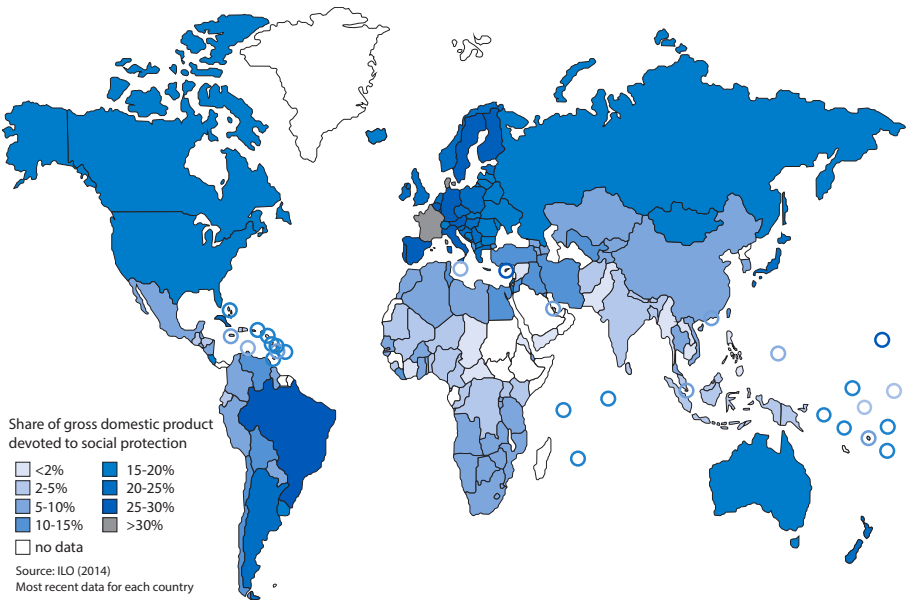 Share of gross domestic product
devoted to social protection
<2%
2-5%
5-10%
10-15%
no data
15-20%
20-25%
25-30%
>30%
Source: ILO (2014)
Most recent data for each country